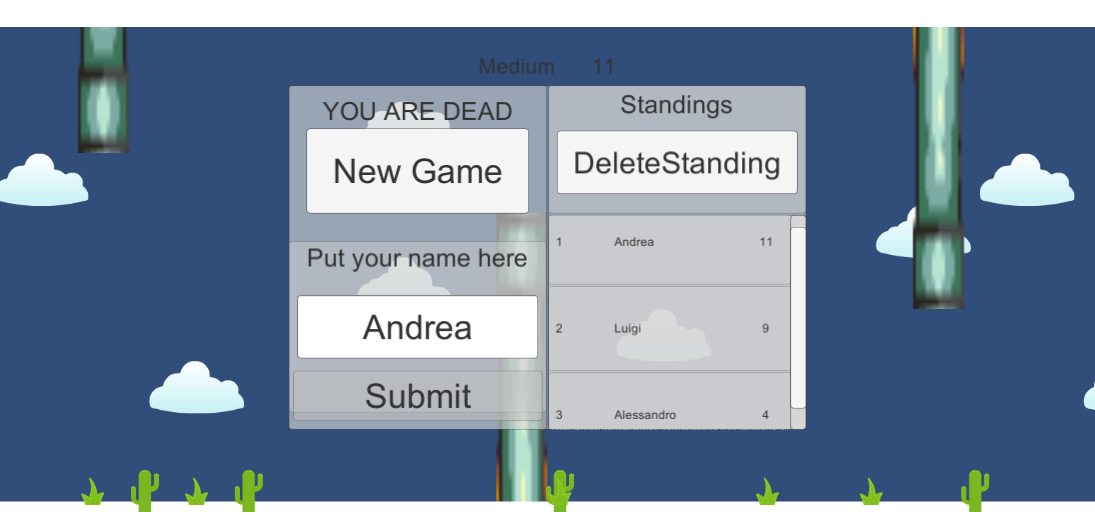 Medium 11
YOU ARE DEAD
New Game
Put your name here
Andrea
Submit
Standings
DeleteStanding
1 Andrea 11
2 Luigi 9
3 Alessandro 4